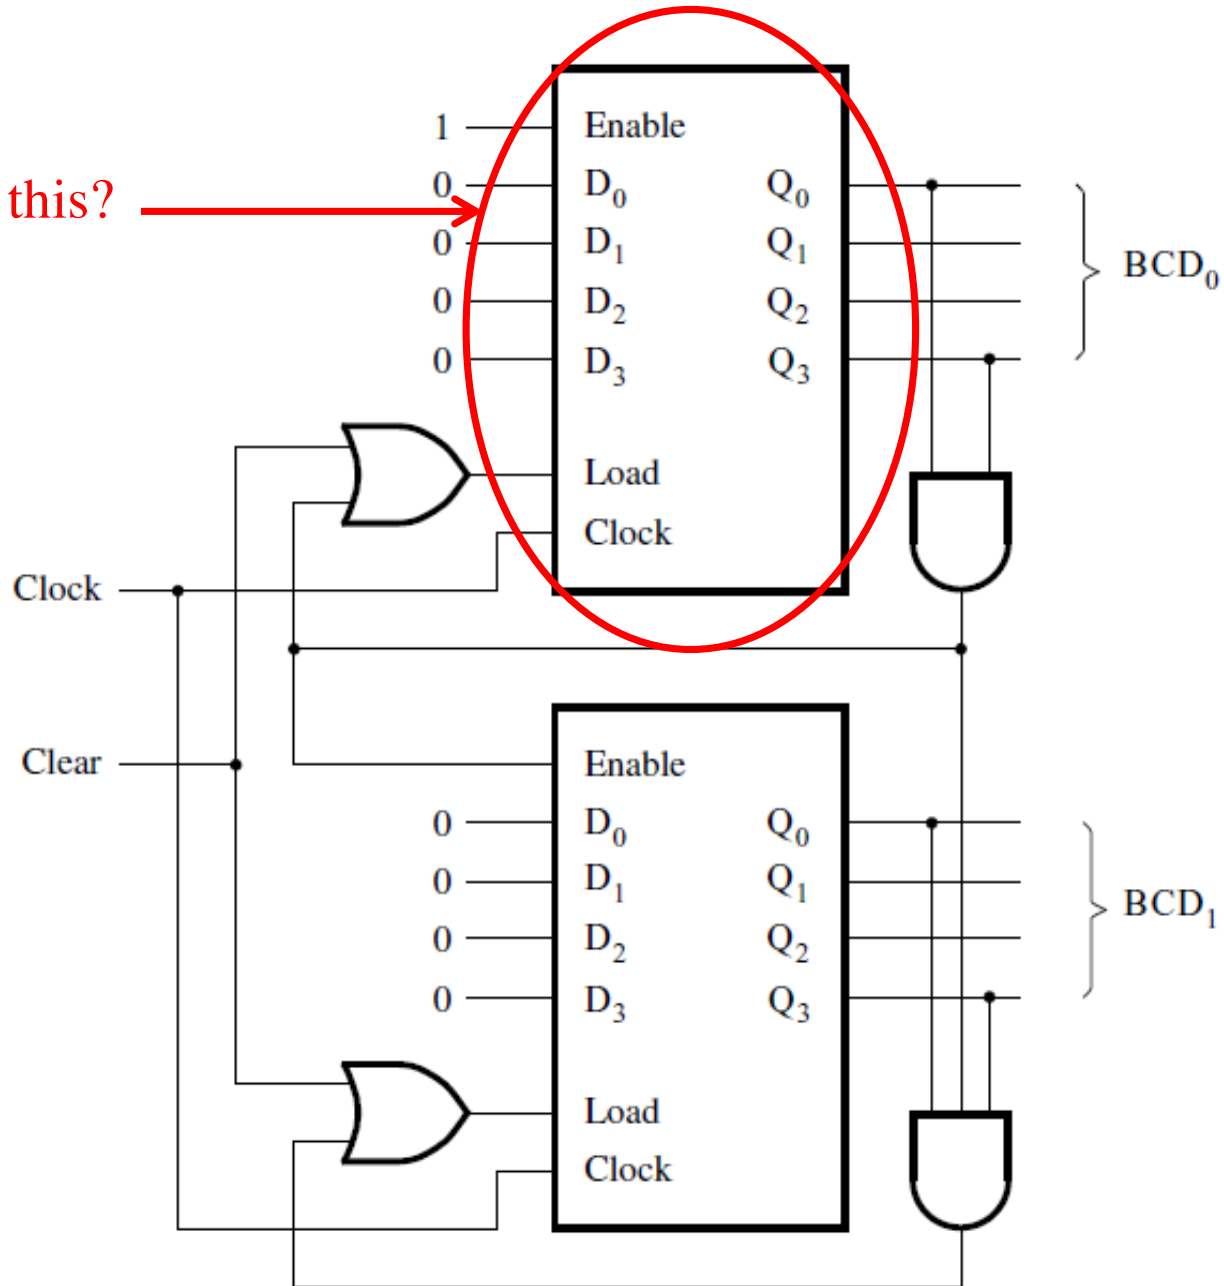 1 Enable
this? 0 D0 Q0
0 D1 Q1 BCD0
0 D2 Q2
0 D3 Q3
Load
Clock
Clock
Clear Enable
0 D0 Q0
0 D1 Q1 BCD1
0 D2 Q2
0 D3 Q3
Load
Clock